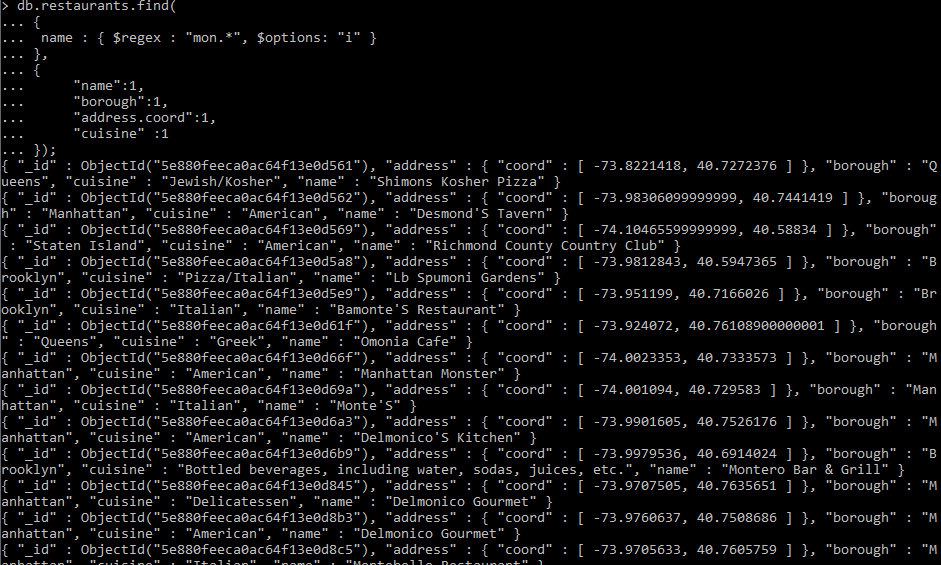 > db.restaurants.find(
... {
...  name : { $regex : "mon.*", $options: "i" }
... },
... {
...      "name":1,
...      "borough":1,
...      "address.coord":1,
...      "cuisine" :1
... });
{ "_id" : ObjectId("5e880feeca0ac64f13e0d561"), "address" : { "coord" : [ -73.8221418, 40.7272376 ] }, "borough" : "Q
ueens", "cuisine" : "Jewish/Kosher", "name" : "Shimons Kosher Pizza" }
{ "_id" : ObjectId("5e880feeca0ac64f13e0d562"), "address" : { "coord" : [ -73.98306099999999, 40.7441419 ] }, "boroug
h" : "Manhattan", "cuisine" : "American", "name" : "Desmond'S Tavern" }
{ "_id" : ObjectId("5e880feeca0ac64f13e0d569"), "address" : { "coord" : [ -74.10465599999999, 40.58834 ] }, "borough"
 : "Staten Island", "cuisine" : "American", "name" : "Richmond County Country Club" }
{ "_id" : ObjectId("5e880feeca0ac64f13e0d5a8"), "address" : { "coord" : [ -73.9812843, 40.5947365 ] }, "borough" : "B
rooklyn", "cuisine" : "Pizza/Italian", "name" : "Lb Spumoni Gardens" }
{ "_id" : ObjectId("5e880feeca0ac64f13e0d5e9"), "address" : { "coord" : [ -73.951199, 40.7166026 ] }, "borough" : "Br
ooklyn", "cuisine" : "Italian", "name" : "Bamonte'S Restaurant" }
{ "_id" : ObjectId("5e880feeca0ac64f13e0d61f"), "address" : { "coord" : [ -73.924072, 40.76108900000001 ] }, "borough
" : "Queens", "cuisine" : "Greek", "name" : "Omonia Cafe" }
{ "_id" : ObjectId("5e880feeca0ac64f13e0d66f"), "address" : { "coord" : [ -74.0023353, 40.7333573 ] }, "borough" : "M
anhattan", "cuisine" : "American", "name" : "Manhattan Monster" }
{ "_id" : ObjectId("5e880feeca0ac64f13e0d69a"), "address" : { "coord" : [ -74.001094, 40.729583 ] }, "borough" : "Man
hattan", "cuisine" : "Italian", "name" : "Monte'S" }
{ "_id" : ObjectId("5e880feeca0ac64f13e0d6a3"), "address" : { "coord" : [ -73.9901605, 40.7526176 ] }, "borough" : "M
anhattan", "cuisine" : "American", "name" : "Delmonico'S Kitchen" }
{ "_id" : ObjectId("5e880feeca0ac64f13e0d6b9"), "address" : { "coord" : [ -73.9979536, 40.6914024 ] }, "borough" : "B
rooklyn", "cuisine" : "Bottled beverages, including water, sodas, juices, etc.", "name" : "Montero Bar & Grill" }
{ "_id" : ObjectId("5e880feeca0ac64f13e0d845"), "address" : { "coord" : [ -73.9707505, 40.7635651 ] }, "borough" : "M
anhattan", "cuisine" : "Delicatessen", "name" : "Delmonico Gourmet" }
{ "_id" : ObjectId("5e880feeca0ac64f13e0d8b3"), "address" : { "coord" : [ -73.9760637, 40.7508686 ] }, "borough" : "M
anhattan", "cuisine" : "American", "name" : "Delmonico Gourmet" }
{ "_id" : ObjectId("5e880feeca0ac64f13e0d8c5"), "address" : { "coord" : [ -73.9705633, 40.7605759 ] }, "borough" : "M
anhattan", "cuisine" : "Italian", "name" : "Montebello Restaurant" }